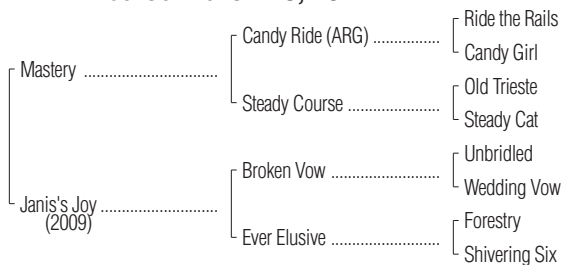 Ride the Rails
Candy Ride (ARG) ..................
Candy Girl
Mastery ....................................
Old Trieste
Steady Course .........................
Steady Cat
Unbridled
Broken Vow .............................
Wedding Vow
Janis's Joy ................................
(2009)
Forestry
Ever Elusive .............................
Shivering Six